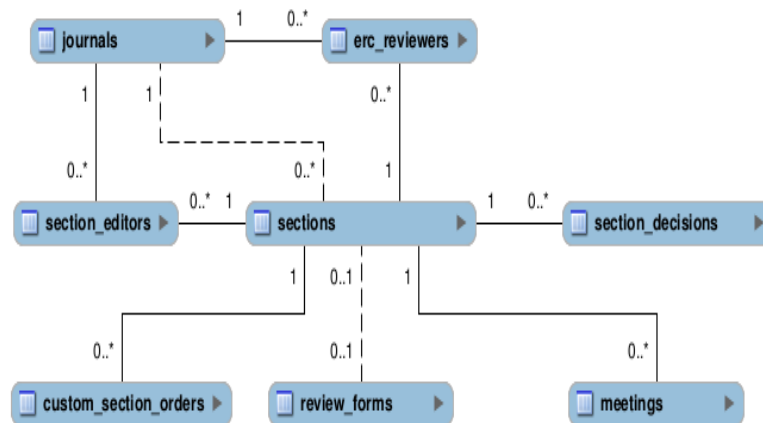 1 0..*
journals erc_reviewers
1 1 0..*
0..* 0..* 1
0..* 1 1 0..*
section_editors sections section_decisions
1 0..1 1
0..* 0..1 0..*
custom_section_orders review_forms meetings